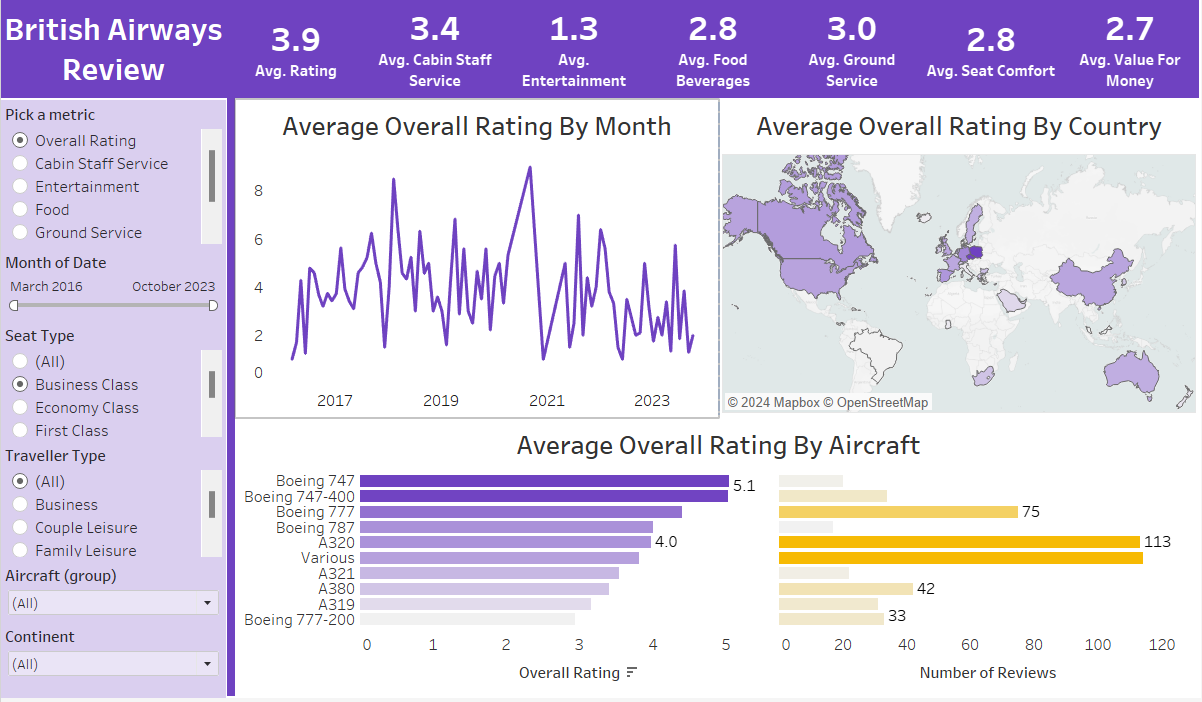 British Airways
Review
3.9
Avg. Rating
3.4
Avg. Cabin Staff
Service
1.3
Avg.
Entertainment
2.8
Avg. Food
Beverages
3.0
Avg. Ground
Service
2.8
Avg. Seat Comfort
2.7
Avg. Value For
Money
Pick a metric
Overall Rating
Cabin Staff Service
Entertainment
Food
Ground Service
Month of Date
March 2016 October 2023
Seat Type
(All)
Business Class
Economy Class
First Class
Traveller Type
(All)
Business
Couple Leisure
Family Leisure
Aircraft (group)
(All)
Continent
(All)
Average Overall Rating By Month
8
6
4
2
0
2017 2019 2021 2023
Average Overall Rating By Country
© 2024 Mapbox © OpenStreetMap
Average Overall Rating By Aircraft
Boeing 747 5.1
Boeing 747-400
Boeing 777 75
Boeing 787
A320 4.0 113
Various
A321
A380 42
A319
Boeing 777-200 33
0 1 2 3 4 5
Overall Rating
0 20 40 60 80 100 120
Number of Reviews